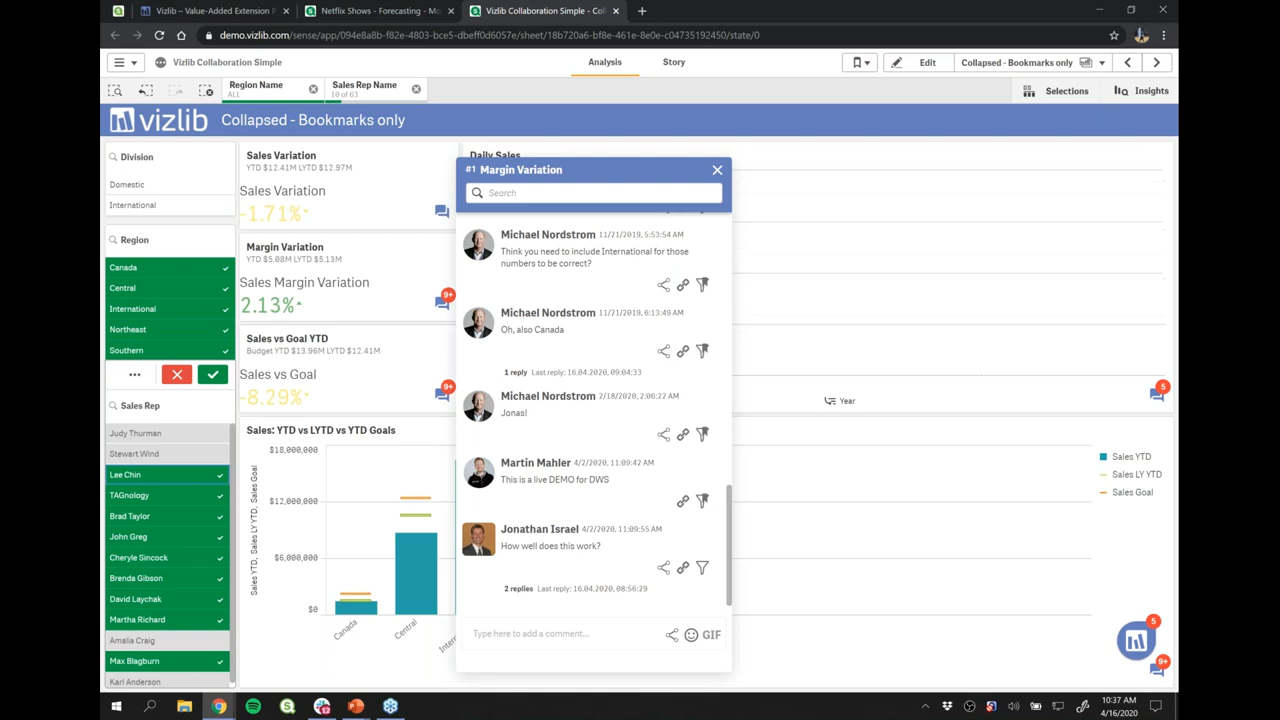 Vizlib – Value-Added Extension P
Netflix Shows - Forecasting - Mo
Vizlib Collaboration Simple - Col
demo.vizlib.com/sense/app/094e8a8b-f82e-4803-bce5-dbeff0d6057e/sheet/18b720a6-bf8e-461e-8e0e-c04735192450/state/0
Vizlib Collaboration Simple
Analysis
Story
Edit
Collapsed - Bookmarks only
Region Name
ALL
Sales Rep Name
10 of 63
Selections
Insights
vizlib
Collapsed - Bookmarks only
Division
Domestic
International
Region
Canada
Central
International
Northeast
Southern
Sales Rep
Judy Thurman
Stewart Wind
Lee Chin
TAGnology
Brad Taylor
John Greg
Cheryle Sincock
Brenda Gibson
David Laychak
Martha Richard
Amalia Craig
Max Blagburn
Karl Anderson
Sales Variation
YTD $12.41M LYTD $12.97M
Sales Variation
-1.71%
Margin Variation
YTD $5.08M LYTD $5.13M
Sales Margin Variation
2.13%
9+
Sales vs Goal YTD
Budget YTD $13.96M LYTD $12.41M
Sales vs Goal
-8.29%
9+
Sales: YTD vs LYTD vs YTD Goals
Sales YTD, Sales LY YTD, Sales Goal
$18,000,000
$12,000,000
$6,000,000
$0
Canada
Central
Daily Sales
#1 Margin Variation
Search
Michael Nordstrom 11/21/2019, 5:53:54 AM
Think you need to include International for those
numbers to be correct?
Michael Nordstrom 11/21/2019, 6:13:49 AM
Oh, also Canada
1 reply Last reply: 16.04.2020, 09:04:33
Michael Nordstrom 2/18/2020, 2:06:22 AM
Jonas!
Martin Mahler 4/2/2020, 11:09:42 AM
This is a live DEMO for DWS
Jonathan Israel 4/2/2020, 11:09:55 AM
How well does this work?
2 replies Last reply: 16.04.2020, 08:56:29
Type here to add a comment...
GIF
Year
5
Sales YTD
Sales LY YTD
Sales Goal
5
9+
10:37 AM
4/16/2020